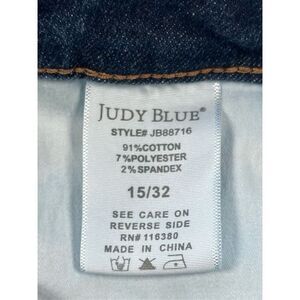 JUDY BLUE®
STYLE# JB88716
91%COTTON
7%POLYESTER
2%SPANDEX
15/32
SEE CARE ON
REVERSE SIDE
RN# 116380
MADE IN CHINA